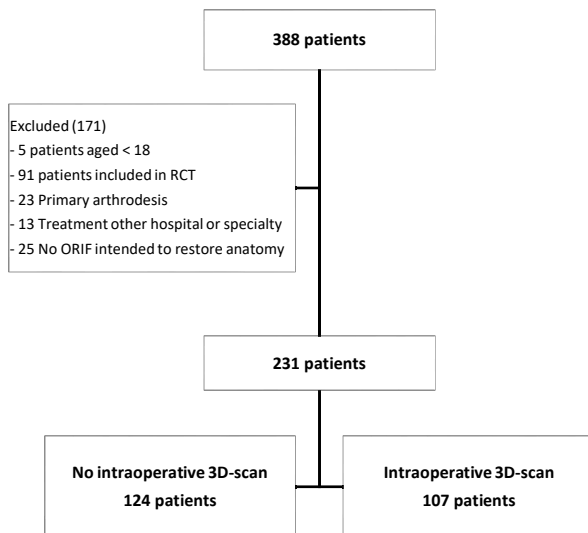 388 patients
Excluded (171)
- 5 patients aged < 18
- 91 patients included in RCT
- 23 Primary arthrodesis
- 13 Treatment other hospital or specialty
- 25 No ORIF intended to restore anatomy
231 patients
No intraoperative 3D-scan
124 patients
Intraoperative 3D-scan
107 patients